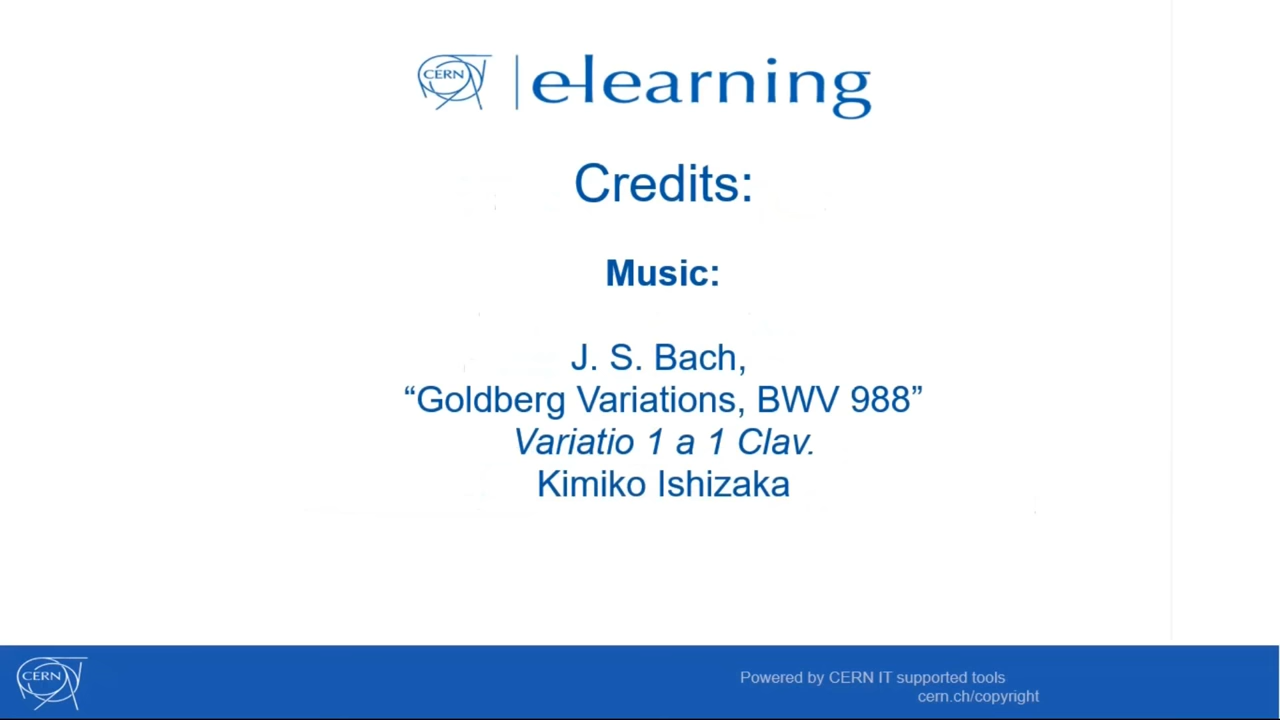 CERN e-learning
Credits:
Music:
J. S. Bach,
“Goldberg Variations, BWV 988”
Variatio 1 a 1 Clav.
Kimiko Ishizaka
CERN
Powered by CERN IT supported tools
cern.ch/copyright